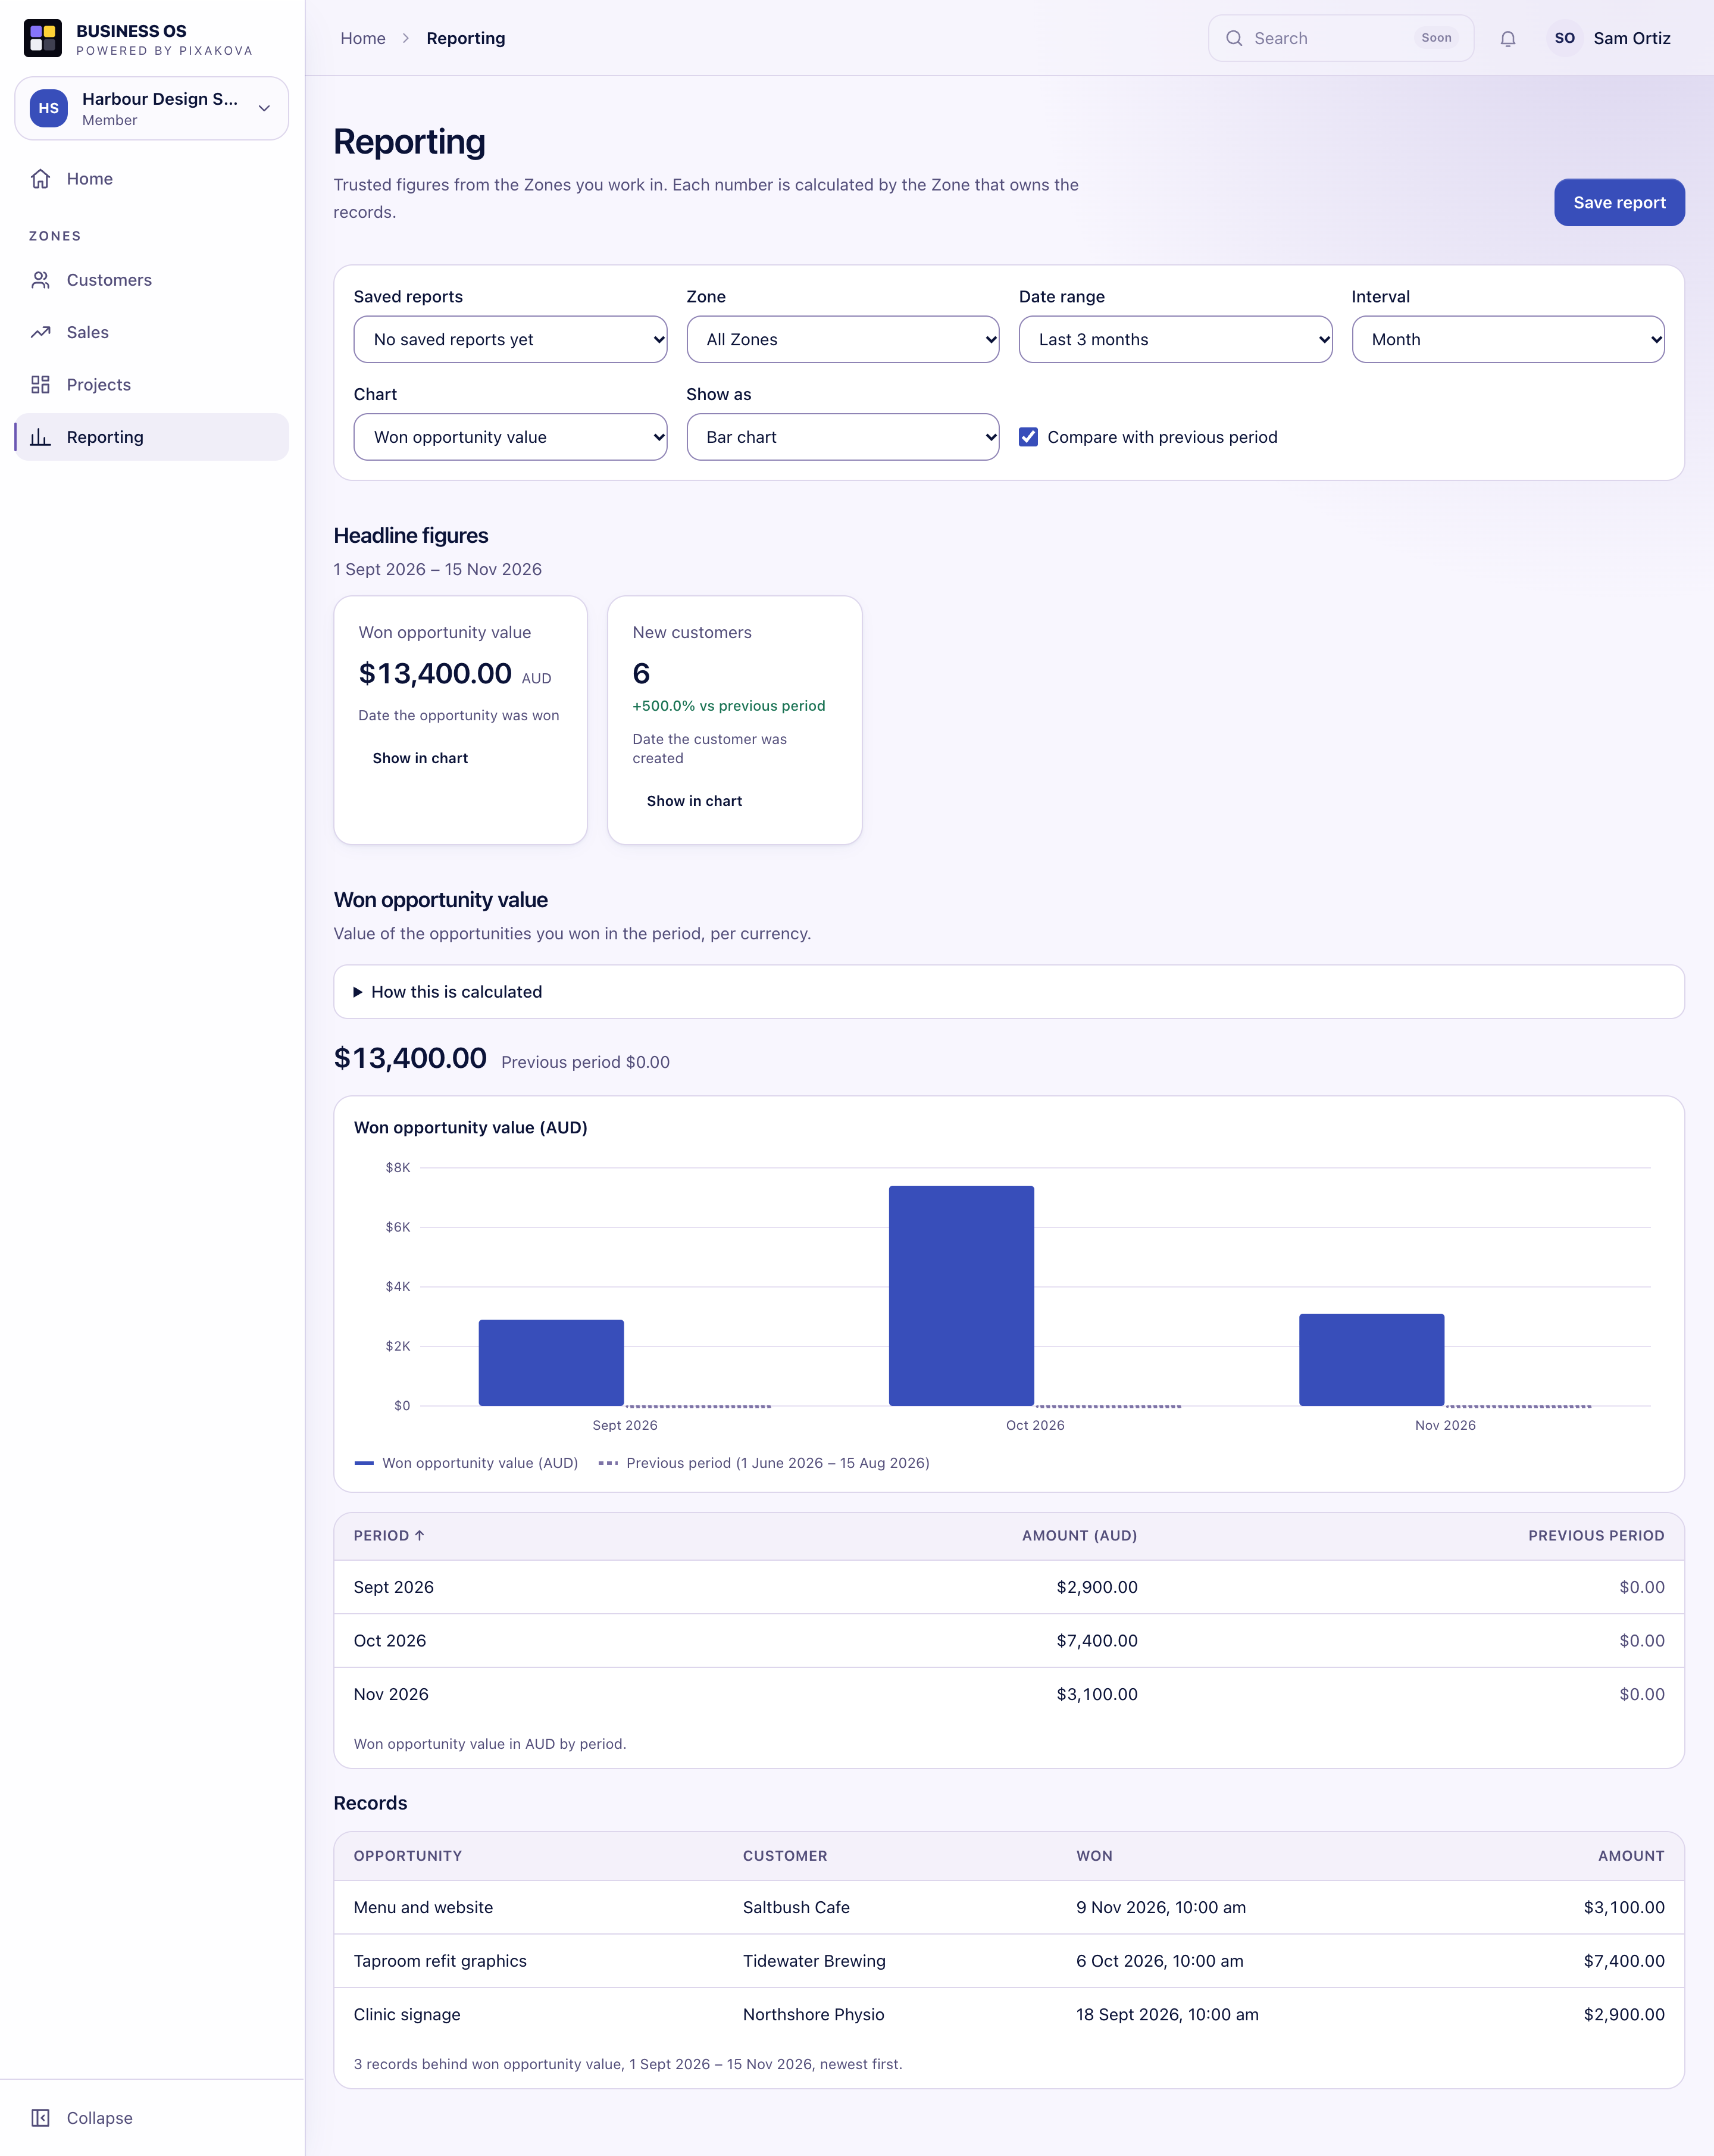 BUSINESS OS
POWERED BY PIXAKOVA
HS
Harbour Design S...
Member
Home
ZONES
Customers
Sales
Projects
Reporting
Collapse
Home > Reporting
Search
Soon
SO
Sam Ortiz
Reporting
Trusted figures from the Zones you work in. Each number is calculated by the Zone that owns the
records.
Save report
Saved reports
No saved reports yet
Zone
All Zones
Date range
Last 3 months
Interval
Month
Chart
Won opportunity value
Show as
Bar chart
Compare with previous period
Headline figures
1 Sept 2026 – 15 Nov 2026
Won opportunity value
$13,400.00 AUD
Date the opportunity was won
Show in chart
New customers
6
+500.0% vs previous period
Date the customer was
created
Show in chart
Won opportunity value
Value of the opportunities you won in the period, per currency.
How this is calculated
$13,400.00 Previous period $0.00
Won opportunity value (AUD)
$8K
$6K
$4K
$2K
$0
Sept 2026 Oct 2026 Nov 2026
Won opportunity value (AUD) Previous period (1 June 2026 – 15 Aug 2026)
PERIOD ↑ AMOUNT (AUD) PREVIOUS PERIOD
Sept 2026 $2,900.00 $0.00
Oct 2026 $7,400.00 $0.00
Nov 2026 $3,100.00 $0.00
Won opportunity value in AUD by period.
Records
OPPORTUNITY CUSTOMER WON AMOUNT
Menu and website Saltbush Cafe 9 Nov 2026, 10:00 am $3,100.00
Taproom refit graphics Tidewater Brewing 6 Oct 2026, 10:00 am $7,400.00
Clinic signage Northshore Physio 18 Sept 2026, 10:00 am $2,900.00
3 records behind won opportunity value, 1 Sept 2026 – 15 Nov 2026, newest first.